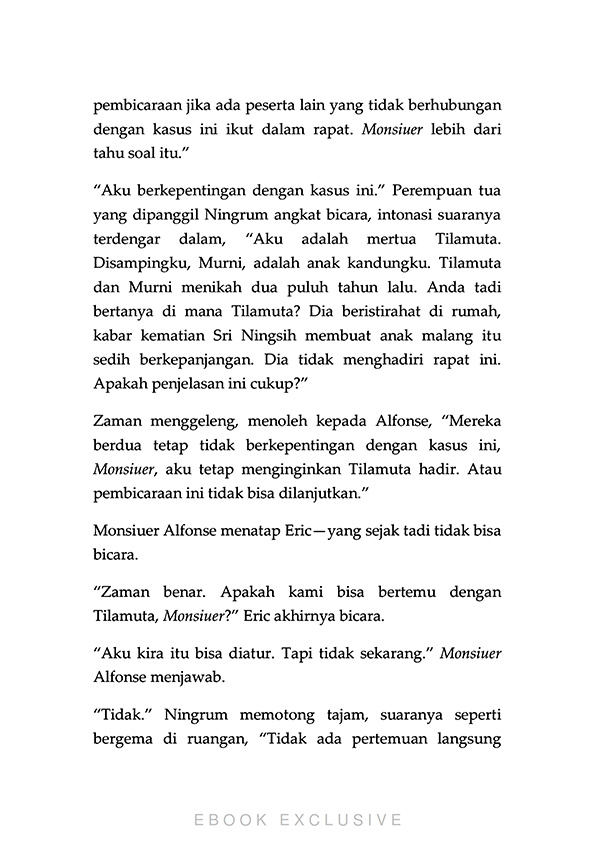 pembicaraan jika ada peserta lain yang tidak berhubungan
dengan kasus ini ikut dalam rapat. Monsiuer lebih dari
tahu soal itu.”
“Aku berkepentingan dengan kasus ini.” Perempuan tua
yang dipanggil Ningrum angkat bicara, intonasi suaranya
terdengar dalam, “Aku adalah mertua Tilamuta.
Disampingku, Murni, adalah anak kandungku. Tilamuta
dan Murni menikah dua puluh tahun lalu. Anda tadi
bertanya di mana Tilamuta? Dia beristirahat di rumah,
kabar kematian Sri Ningsih membuat anak malang itu
sedih berkepanjangan. Dia tidak menghadiri rapat ini.
Apakah penjelasan ini cukup?”
Zaman menggeleng, menoleh kepada Alfonse, “Mereka
berdua tetap tidak berkepentingan dengan kasus ini,
Monsiuer, aku tetap menginginkan Tilamuta hadir. Atau
pembicaraan ini tidak bisa dilanjutkan.”
Monsiuer Alfonse menatap Eric—yang sejak tadi tidak bisa
bicara.
“Zaman benar. Apakah kami bisa bertemu dengan
Tilamuta, Monsiuer?” Eric akhirnya bicara.
“Aku kira itu bisa diatur. Tapi tidak sekarang.” Monsiuer
Alfonse menjawab.
“Tidak.” Ningrum memotong tajam, suaranya seperti
bergema di ruangan, “Tidak ada pertemuan langsung
EBOOK EXCLUSIVE